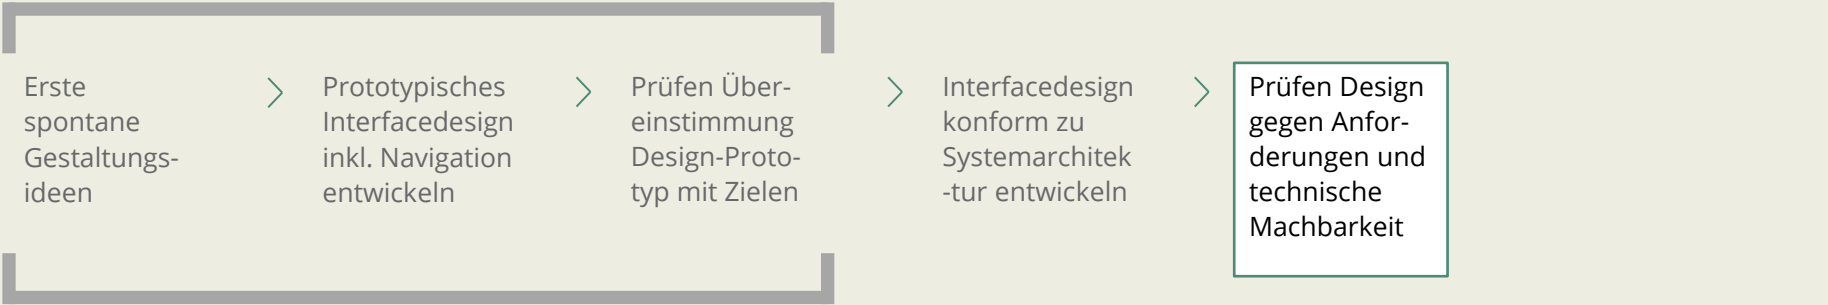 Erste
spontane
Gestaltungs-
ideen
Prototypisches
Interfacedesign
inkl. Navigation
entwickeln
Prüfen Über-
einstimmung
Design-Proto-
typ mit Zielen
Interfacedesign
konform zu
Systemarchitek
-tur entwickeln
Prüfen Design
gegen Anfor-
derungen und
technische
Machbarkeit